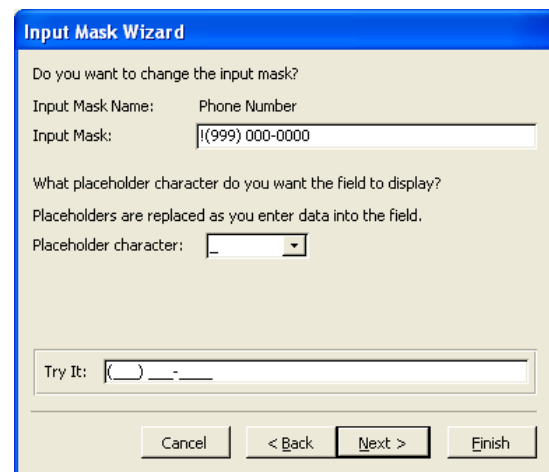 Input Mask Wizard
Do you want to change the input mask?
Input Mask Name: Phone Number
Input Mask: !(999) 000-0000
What placeholder character do you want the field to display?
Placeholders are replaced as you enter data into the field.
Placeholder character: _
Try It: (___) ___-____
Cancel < Back Next > Finish